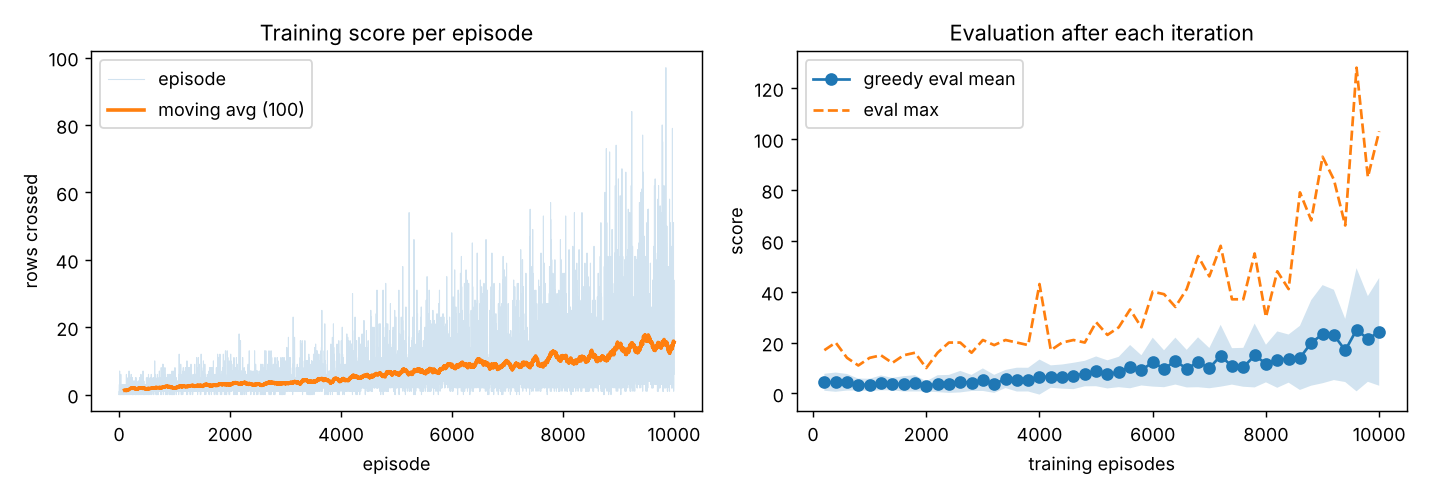 Training score per episode
100
80
60
40
20
0
rows crossed
episode
moving avg (100)
0
2000
4000
6000
8000
10000
episode
Evaluation after each iteration
120
100
80
60
40
20
0
score
greedy eval mean
eval max
0
2000
4000
6000
8000
10000
training episodes